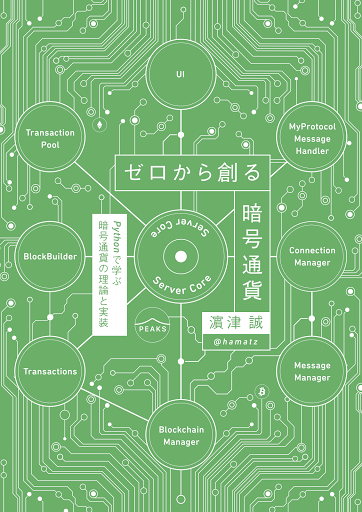 UI
Transaction
Pool
MyProtocol
Message
Handler
ゼロから創る
暗号通貨
Server Core
Server Core
Pythonで学ぶ
暗号通貨の理論と実装
BlockBuilder
Connection
Manager
濵津 誠
@hamatz
PEAKS
Transactions
Message
Manager
Blockchain
Manager